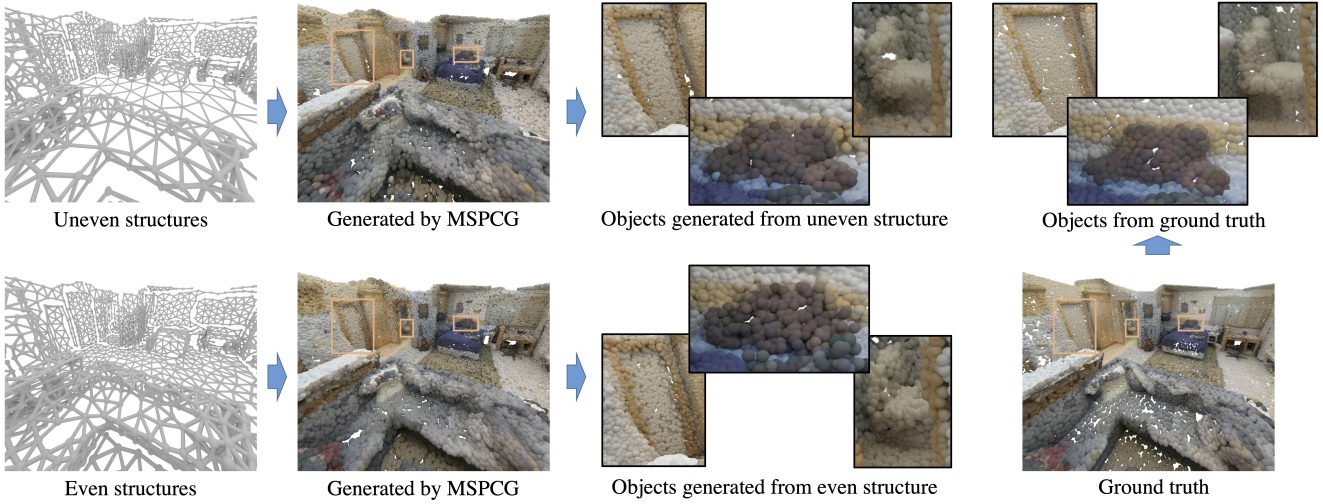 Uneven structures
Generated by MSPCG
Objects generated from uneven structure
Objects from ground truth
Even structures
Generated by MSPCG
Objects generated from even structure
Ground truth